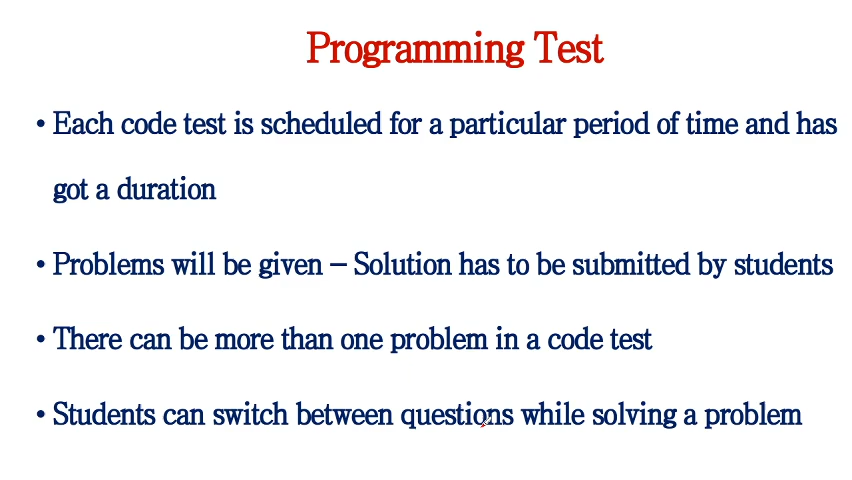 Programming Test
• Each code test is scheduled for a particular period of time and has
got a duration
• Problems will be given – Solution has to be submitted by students
• There can be more than one problem in a code test
• Students can switch between questions while solving a problem